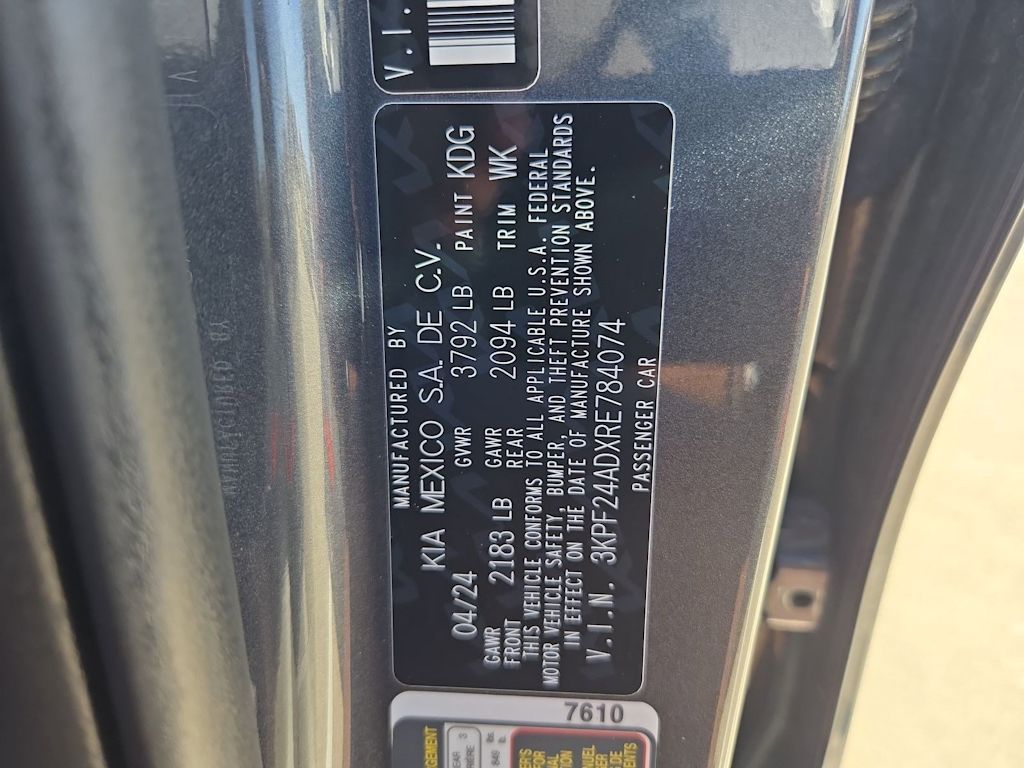 V.I.
MANUFACTURED BY
KIA MEXICO S.A. DE C.V.
04/24 GVWR 3792 LB PAINT KDG
GAWR FRONT 2183 LB GAWR REAR 2094 LB TRIM WK
THIS VEHICLE CONFORMS TO ALL APPLICABLE U.S.A. FEDERAL
MOTOR VEHICLE SAFETY, BUMPER, AND THEFT PREVENTION STANDARDS
IN EFFECT ON THE DATE OF MANUFACTURE SHOWN ABOVE.
V.I.N. 3KPF24ADXRE784074
PASSENGER CAR
7610